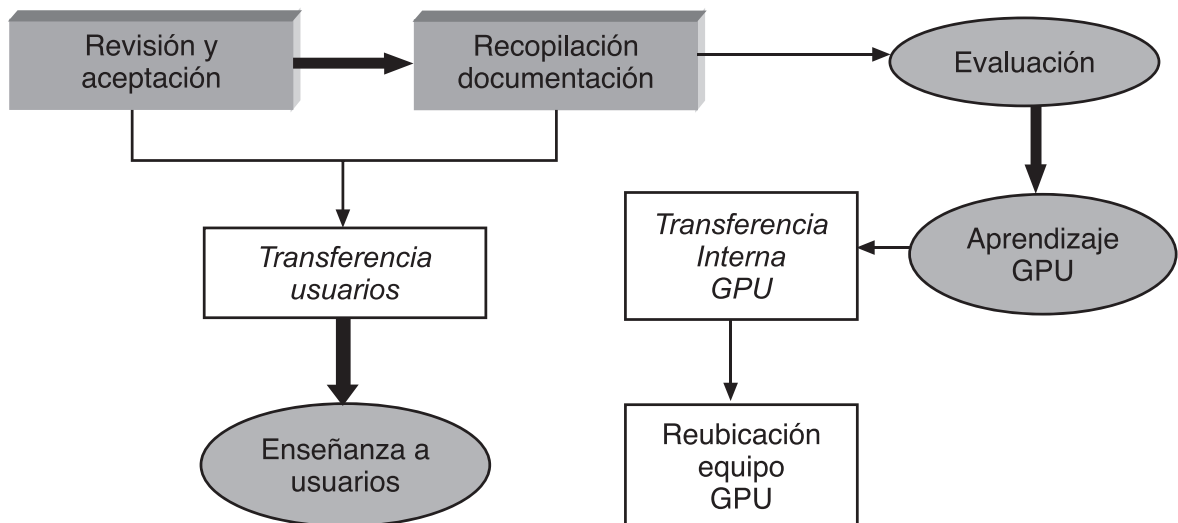 Revisión y
aceptación
Recopilación
documentación
Evaluación
Transferencia
usuarios
Transferencia
Interna
GPU
Aprendizaje
GPU
Enseñanza a
usuarios
Reubicación
equipo
GPU